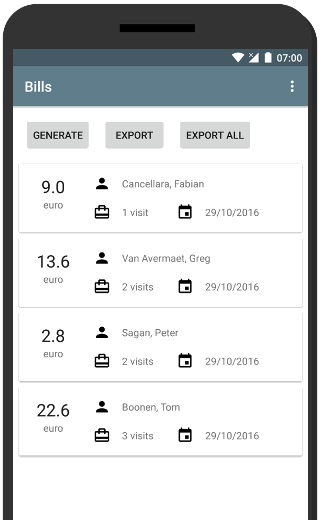 07:00
Bills
GENERATE EXPORT EXPORT ALL
9.0 Cancellara, Fabian
euro 1 visit 29/10/2016
13.6 Van Avermaet, Greg
euro 2 visits 29/10/2016
2.8 Sagan, Peter
euro 2 visits 29/10/2016
22.6 Boonen, Tom
euro 3 visits 29/10/2016